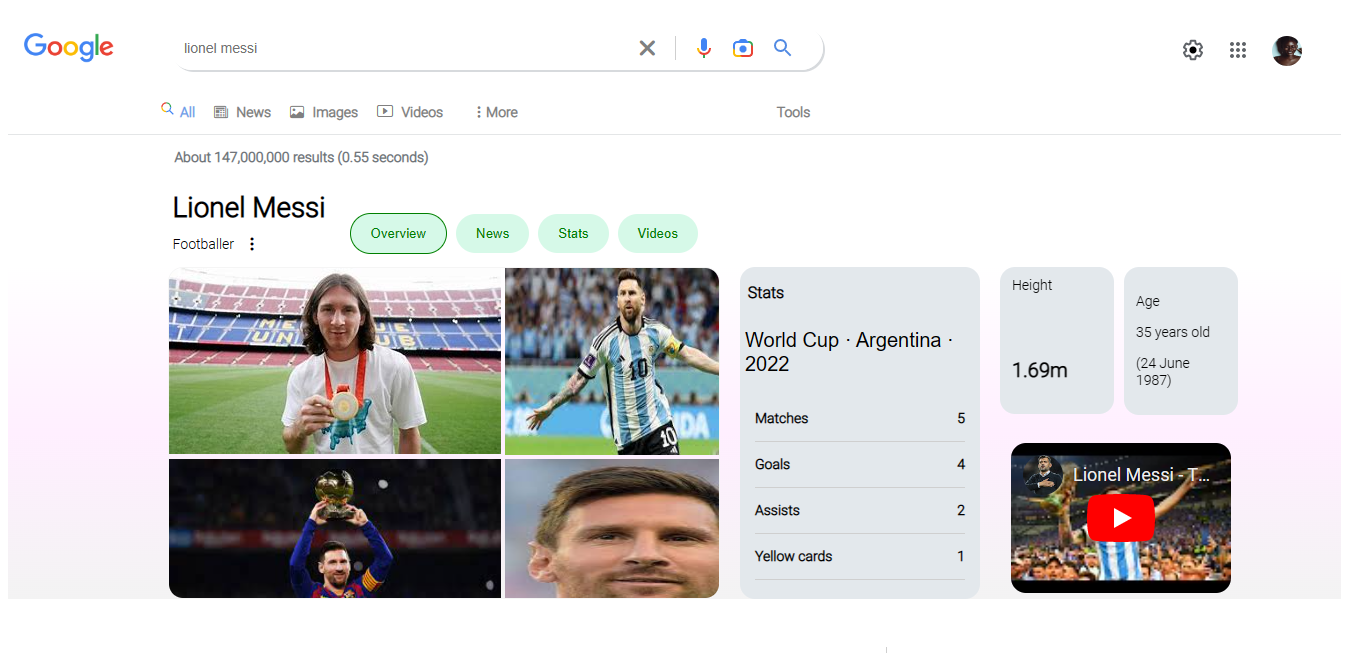 Google
lionel messi
All News Images Videos More Tools
About 147,000,000 results (0.55 seconds)
Lionel Messi
Footballer
Overview News Stats Videos
Stats
World Cup · Argentina ·
2022
Matches 5
Goals 4
Assists 2
Yellow cards 1
Height
1.69m
Age
35 years old
(24 June
1987)
Lionel Messi - T...
10
10